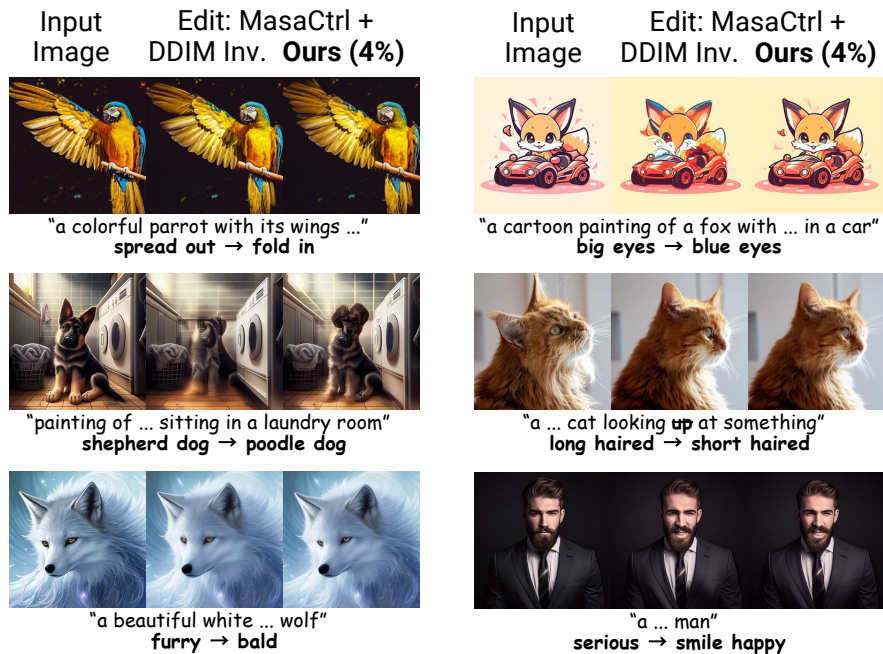 Input Image
Edit: MasaCtrl +
DDIM Inv. Ours (4%)
"a colorful parrot with its wings ..."
spread out → fold in
"painting of ... sitting in a laundry room"
shepherd dog → poodle dog
"a beautiful white ... wolf"
furry → bald
Input Image
Edit: MasaCtrl +
DDIM Inv. Ours (4%)
"a cartoon painting of a fox with ... in a car"
big eyes → blue eyes
"a ... cat looking up at something"
long haired → short haired
"a ... man"
serious → smile happy